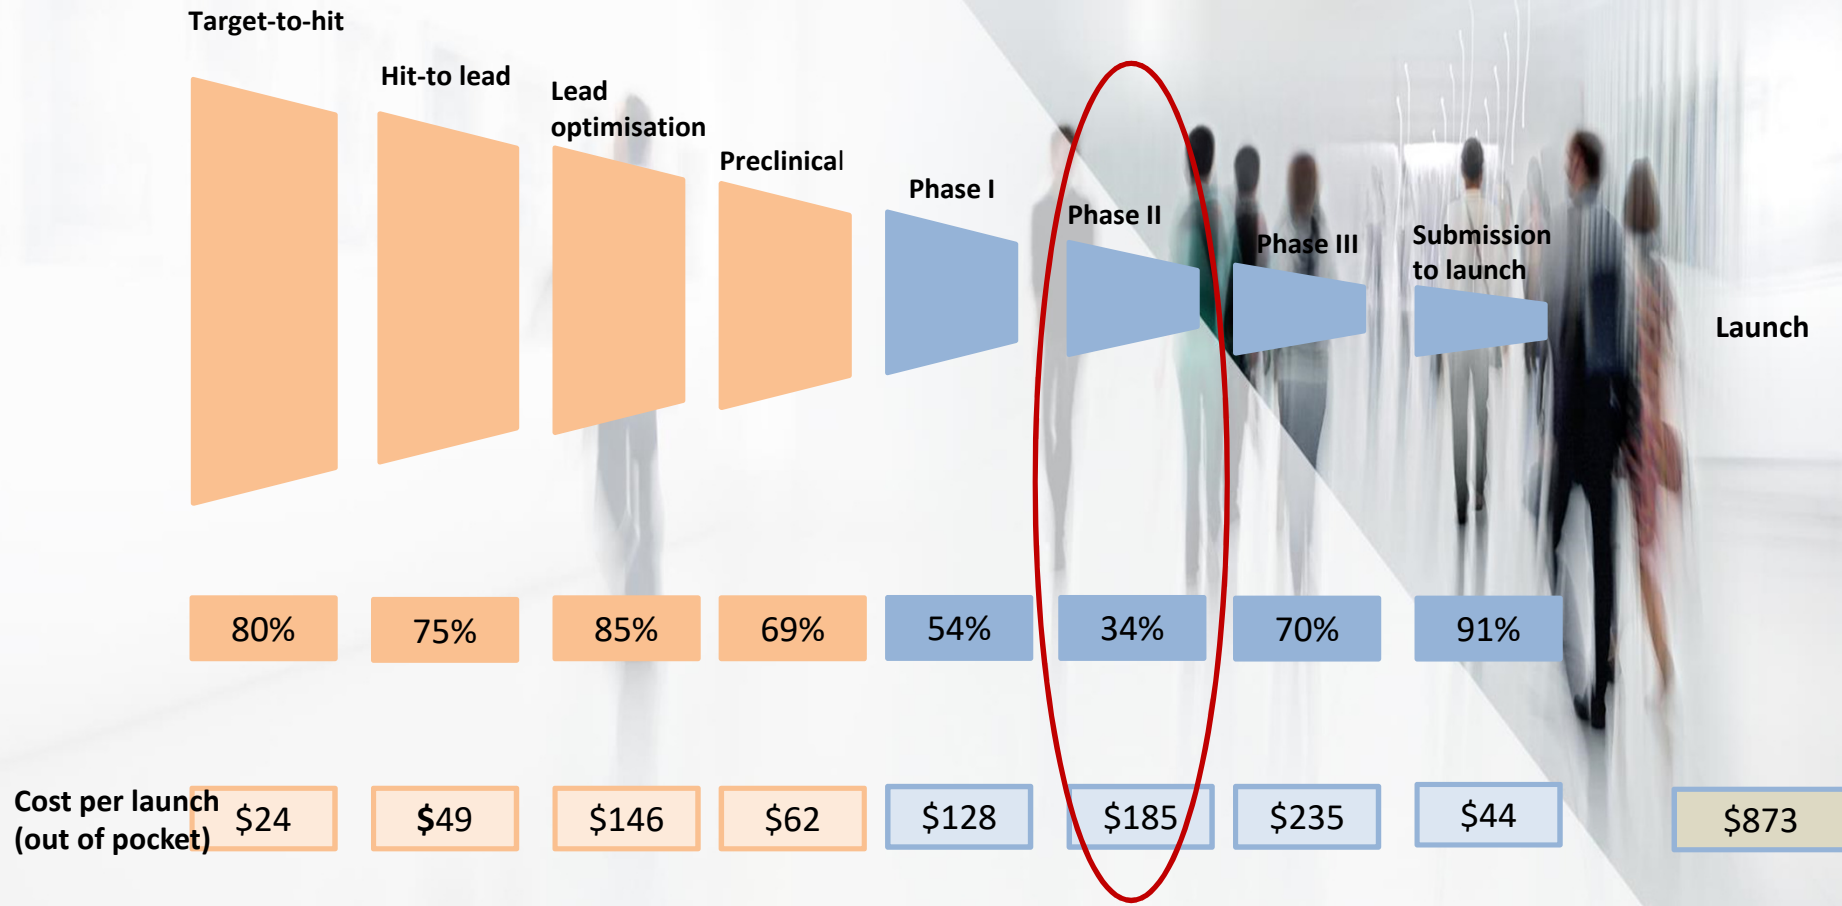 Target-to-hit
Hit-to lead
Lead
optimisation
Preclinical
Phase I
Phase II
Phase III
Submission
to launch
Launch
80%
75%
85%
69%
54%
34%
70%
91%
Cost per launch
(out of pocket)
$24
$49
$146
$62
$128
$185
$235
$44
$873